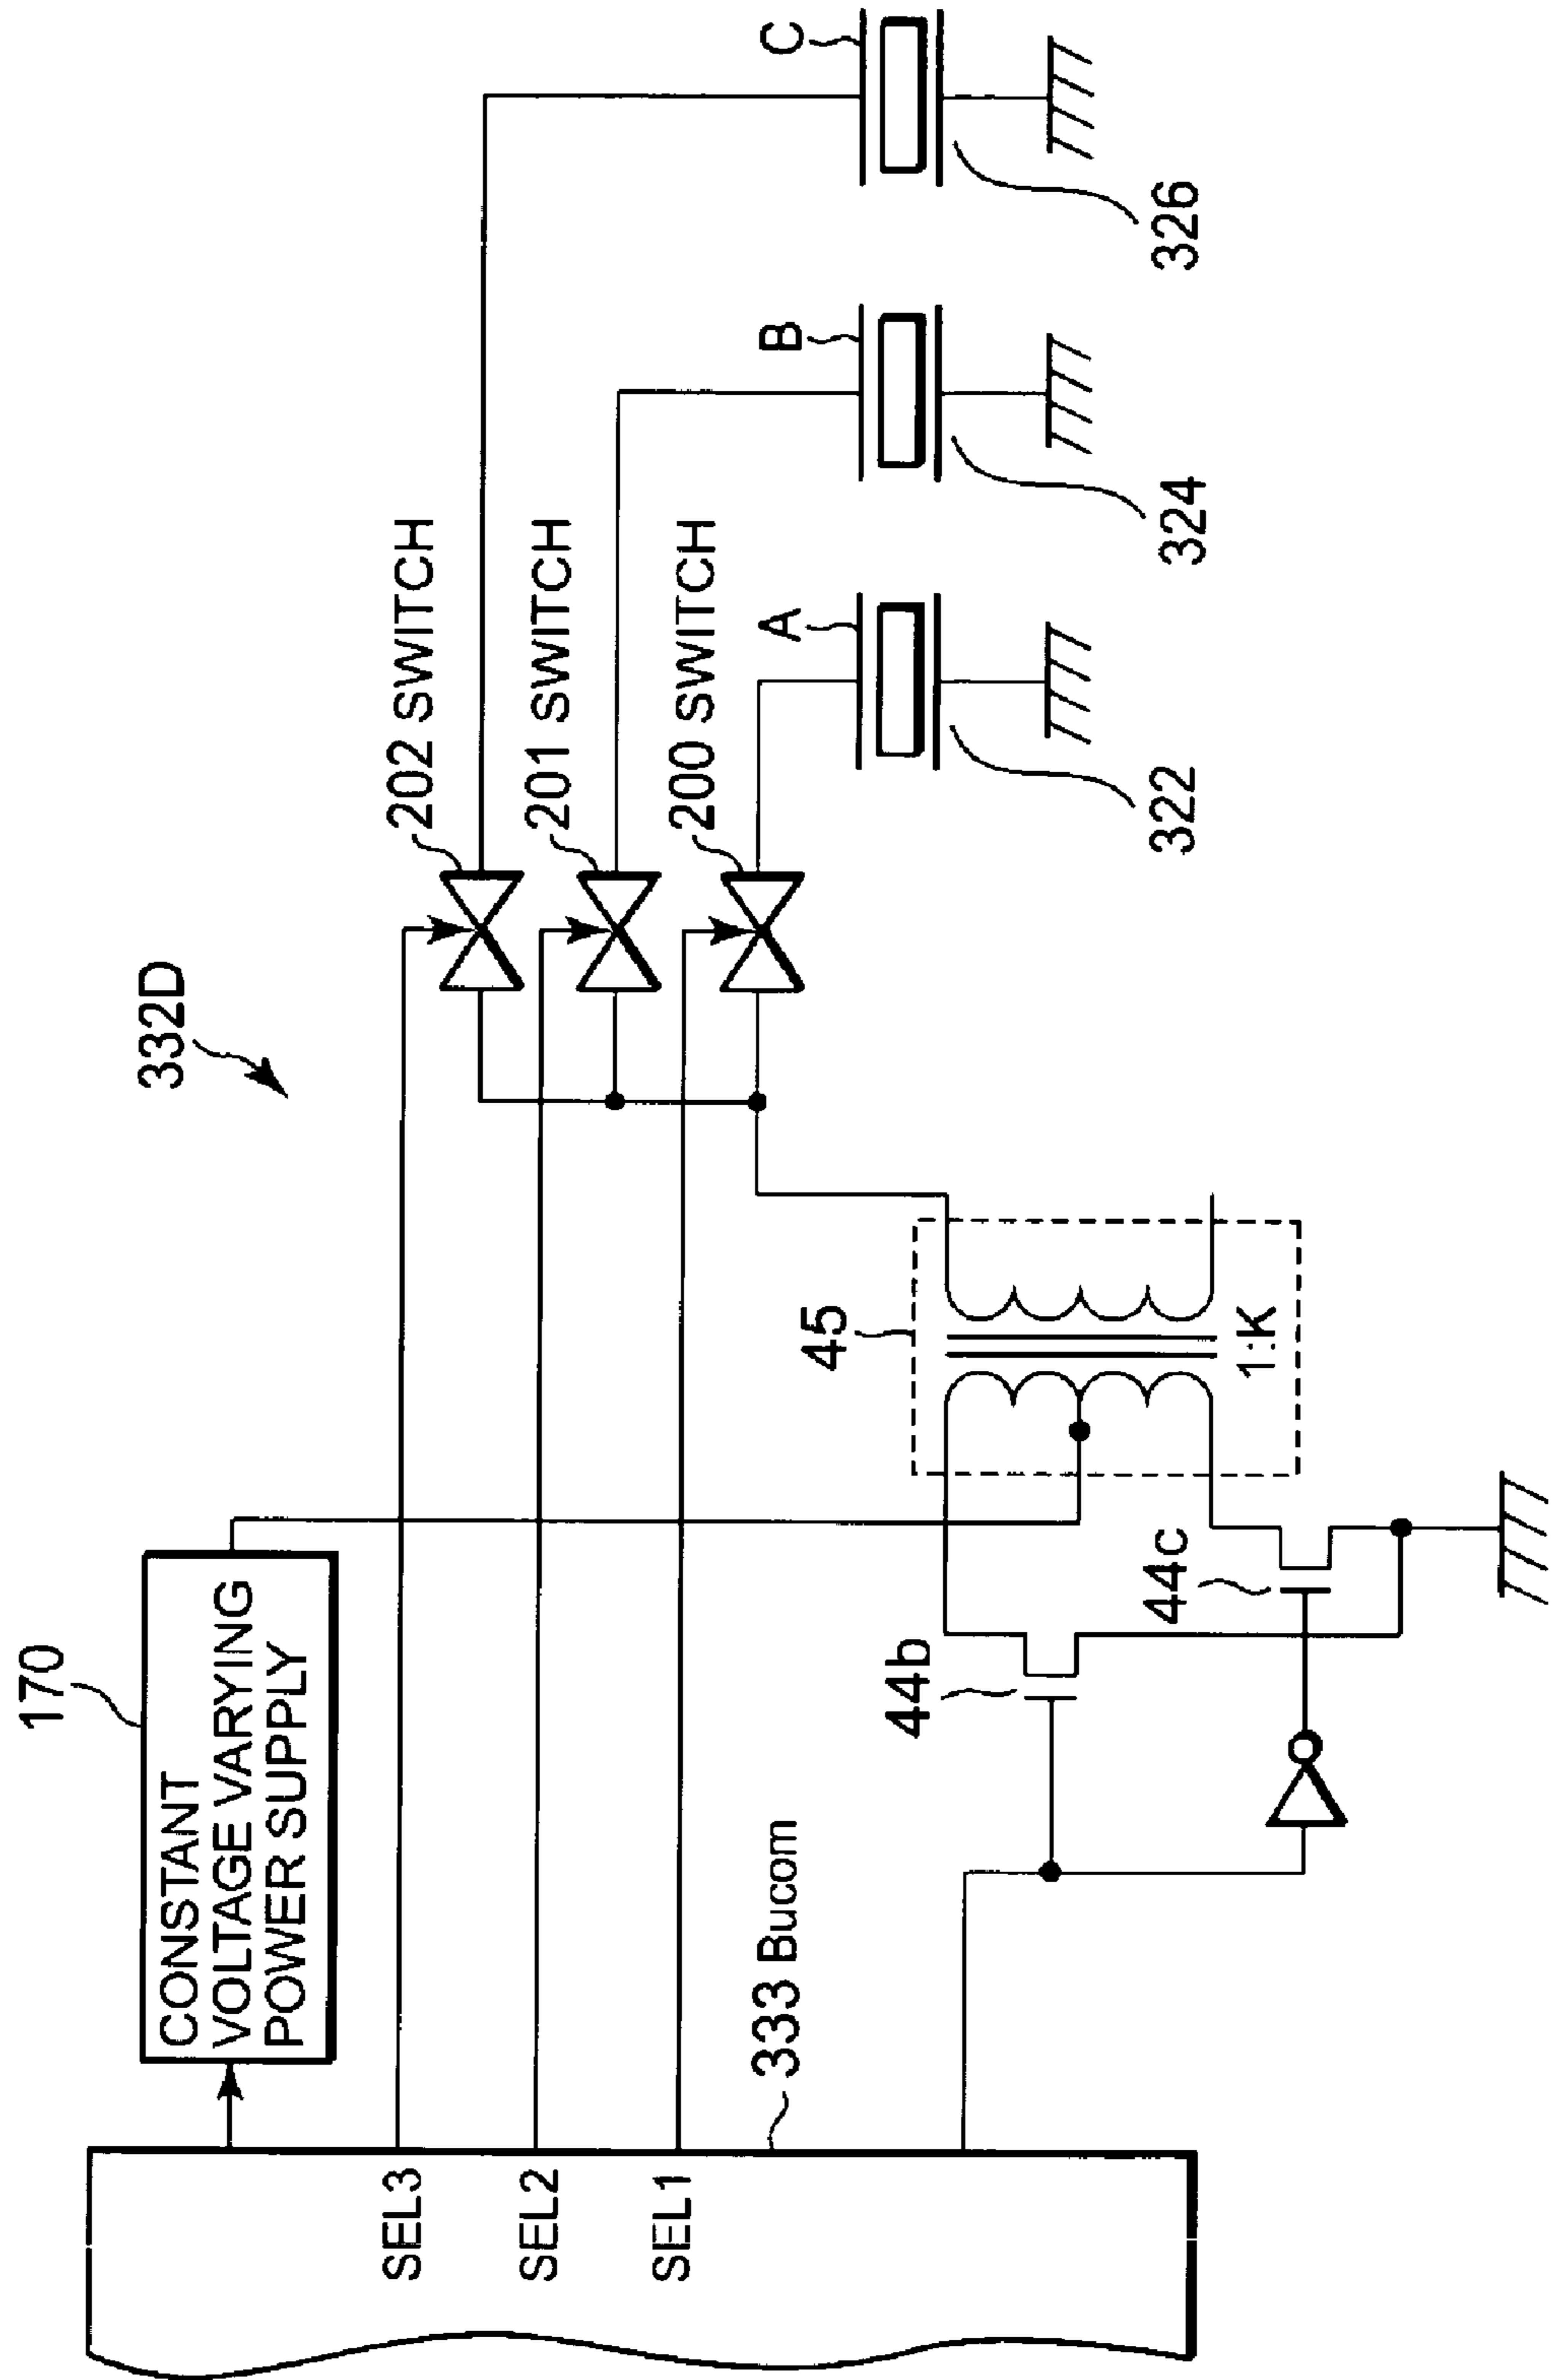 332D
170
CONSTANT
VOLTAGE VARYING
POWER SUPPLY
202 SWITCH
201 SWITCH
200 SWITCH
SEL3
SEL2
SEL1
333 Bucom
45
1:K
44b
44c
A
B
C
322
324
326